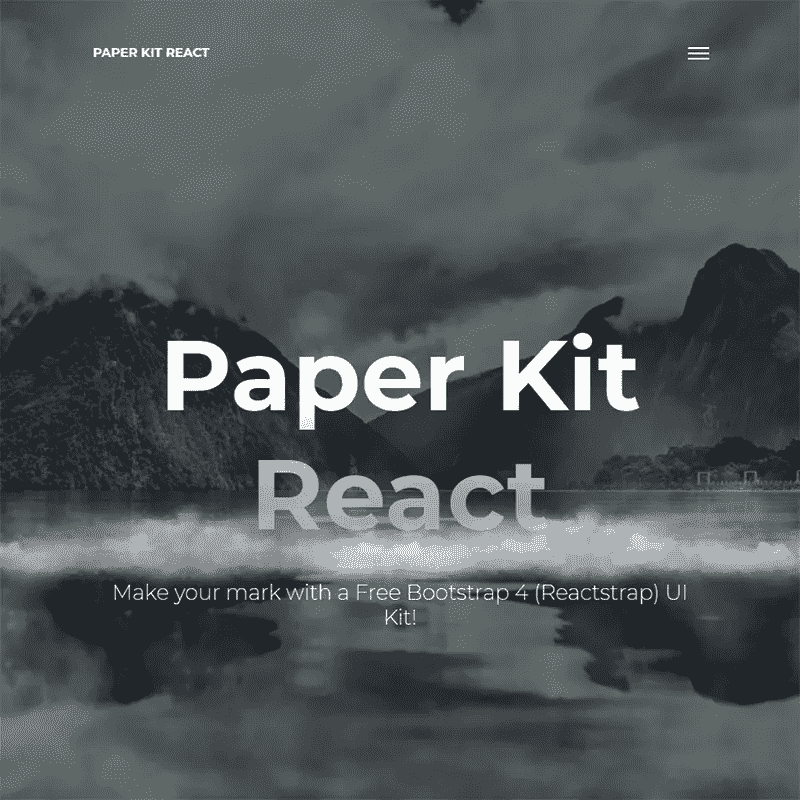 PAPER KIT REACT
Paper Kit
React
Make your mark with a Free Bootstrap 4 (Reactstrap) UI
Kit!